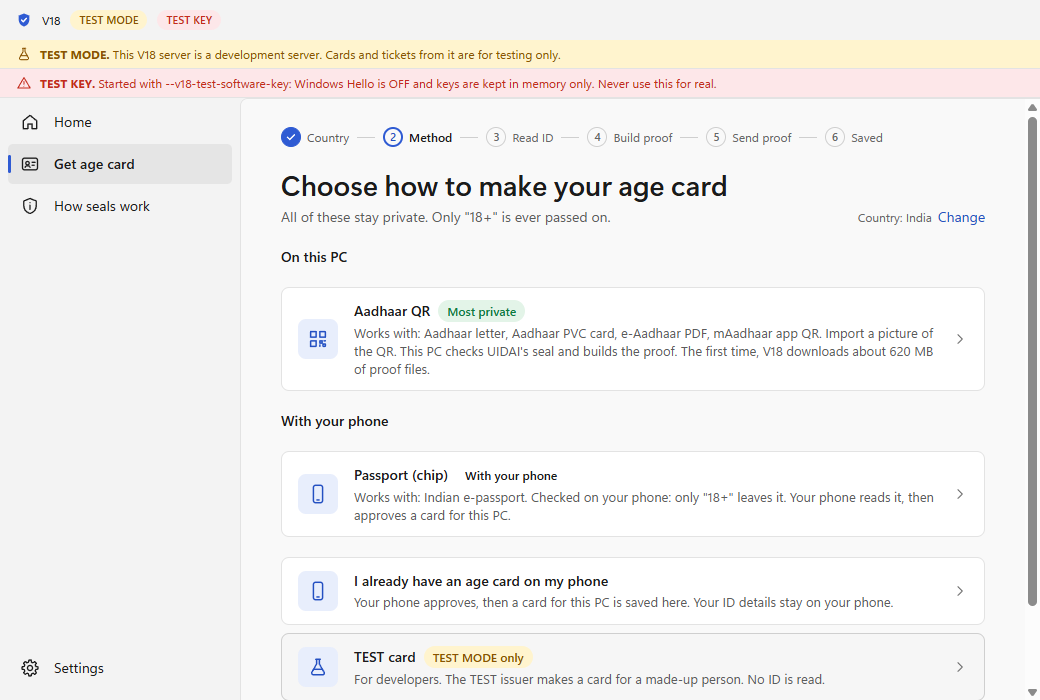 V18 TEST MODE TEST KEY
TEST MODE. This V18 server is a development server. Cards and tickets from it are for testing only.
TEST KEY. Started with --v18-test-software-key: Windows Hello is OFF and keys are kept in memory only. Never use this for real.
Home
Get age card
How seals work
Settings
Country 2 Method 3 Read ID 4 Build proof 5 Send proof 6 Saved
Choose how to make your age card
All of these stay private. Only "18+" is ever passed on.
Country: India Change
On this PC
Aadhaar QR Most private
Works with: Aadhaar letter, Aadhaar PVC card, e-Aadhaar PDF, mAadhaar app QR. Import a picture of
the QR. This PC checks UIDAI's seal and builds the proof. The first time, V18 downloads about 620 MB
of proof files.
With your phone
Passport (chip) With your phone
Works with: Indian e-passport. Checked on your phone: only "18+" leaves it. Your phone reads it, then
approves a card for this PC.
I already have an age card on my phone
Your phone approves, then a card for this PC is saved here. Your ID details stay on your phone.
TEST card TEST MODE only
For developers. The TEST issuer makes a card for a made-up person. No ID is read.